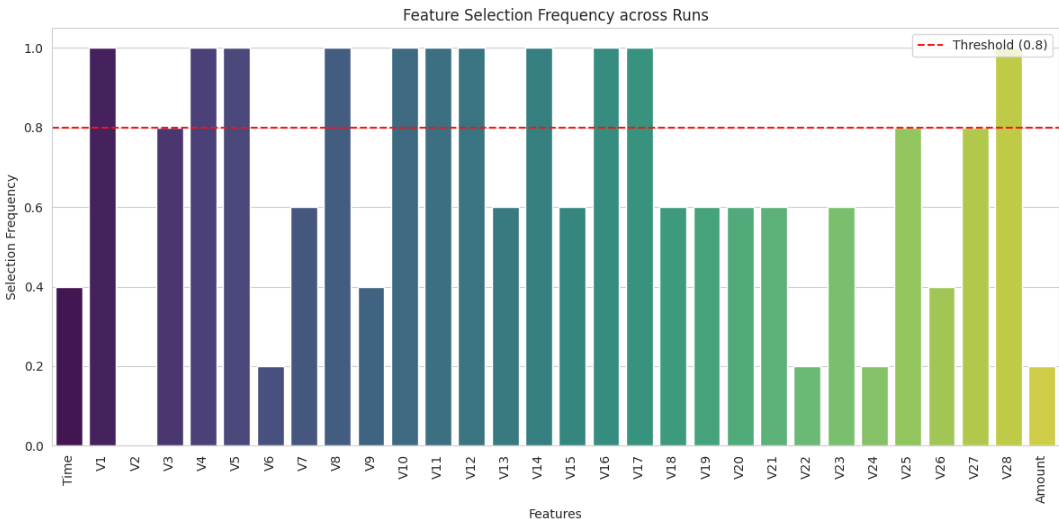 Feature Selection Frequency across Runs
Threshold (0.8)
Selection Frequency
1.0
0.8
0.6
0.4
0.2
0.0
Time V1 V2 V3 V4 V5 V6 V7 V8 V9 V10 V11 V12 V13 V14 V15 V16 V17 V18 V19 V20 V21 V22 V23 V24 V25 V26 V27 V28 Amount
Features